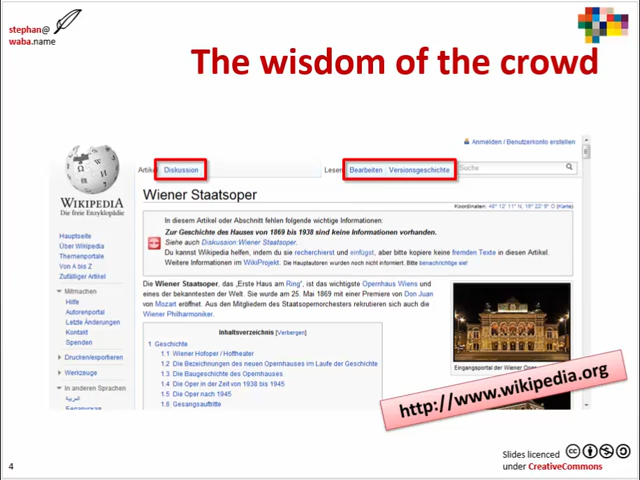 stephan@
waba.name
The wisdom of the crowd
Anmelden / Benutzerkonto erstellen
Artikel Diskussion Lesen Bearbeiten Versionsgeschichte Suche
WIKIPEDIA
Die freie Enzyklopädie
Wiener Staatsoper
Koordinaten: 48° 12′ 11″ N, 16° 22′ 9″ O (Karte)
In diesem Artikel oder Abschnitt fehlen folgende wichtige Informationen:
Zur Geschichte des Hauses von 1869 bis 1938 sind keine Informationen vorhanden.
Siehe auch Diskussion:Wiener Staatsoper.
Du kannst Wikipedia helfen, indem du sie recherchierst und einfügst, aber bitte kopiere keine fremden Texte in diesen Artikel.
Weitere Informationen im WikiProjekt. Die Hauptautoren wurden noch nicht informiert. Bitte benachrichtige sie!
Hauptseite
Über Wikipedia
Themenportale
Von A bis Z
Zufälliger Artikel
Mitmachen
Hilfe
Autorenportal
Letzte Änderungen
Kontakt
Spenden
Drucken/exportieren
Werkzeuge
In anderen Sprachen
العربية
Die Wiener Staatsoper, das „Erste Haus am Ring“, ist das wichtigste Opernhaus Wiens und
eines der bekanntesten der Welt. Sie wurde am 25. Mai 1869 mit einer Premiere von Don Juan
von Mozart eröffnet. Aus den Mitgliedern des Staatsopernorchesters rekrutieren sich auch die
Wiener Philharmoniker.
Inhaltsverzeichnis [Verbergen]
1 Geschichte
1.1 Wiener Hofoper / Hoftheater
1.2 Die Bezeichnungen des neuen Opernhauses im Laufe der Geschichte
1.3 Die Baugeschichte des Opernhauses
1.4 Die Oper in der Zeit von 1938 bis 1945
1.5 Die Oper nach 1945
1.6 Gesangsauftritte
Eingangsportal der Wiener
http://www.wikipedia.org
4
Slides licenced
under CreativeCommons